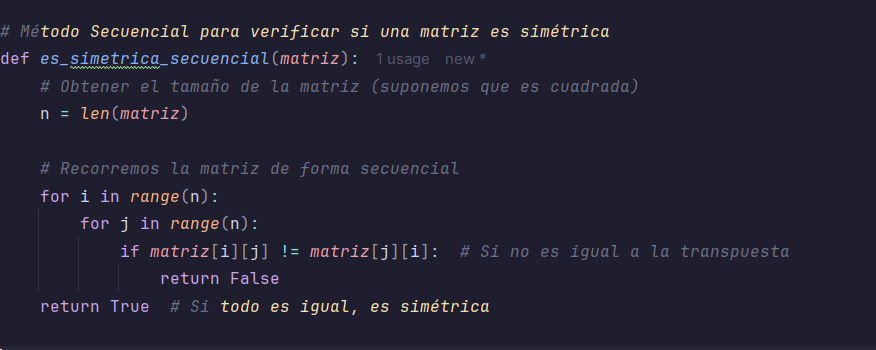 # Método Secuencial para verificar si una matriz es simétrica
def es_simetrica_secuencial(matriz): 1 usage new *
# Obtener el tamaño de la matriz (suponemos que es cuadrada)
n = len(matriz)
# Recorremos la matriz de forma secuencial
for i in range(n):
for j in range(n):
if matriz[i][j] != matriz[j][i]: # Si no es igual a la transpuesta
return False
return True # Si todo es igual, es simétrica